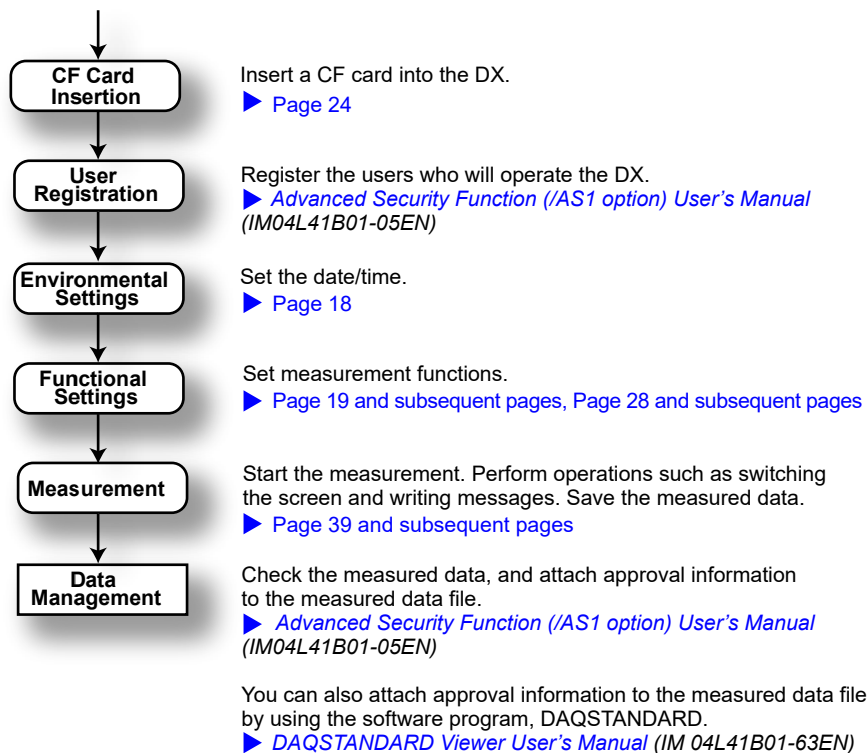 CF Card
Insertion
Insert a CF card into the DX.
▶ Page 24
User
Registration
Register the users who will operate the DX.
▶ Advanced Security Function (/AS1 option) User's Manual
(IM04L41B01-05EN)
Environmental
Settings
Set the date/time.
▶ Page 18
Functional
Settings
Set measurement functions.
▶ Page 19 and subsequent pages, Page 28 and subsequent pages
Measurement
Start the measurement. Perform operations such as switching
the screen and writing messages. Save the measured data.
▶ Page 39 and subsequent pages
Data
Management
Check the measured data, and attach approval information
to the measured data file.
▶ Advanced Security Function (/AS1 option) User's Manual
(IM04L41B01-05EN)
You can also attach approval information to the measured data file
by using the software program, DAQSTANDARD.
▶ DAQSTANDARD Viewer User's Manual (IM 04L41B01-63EN)